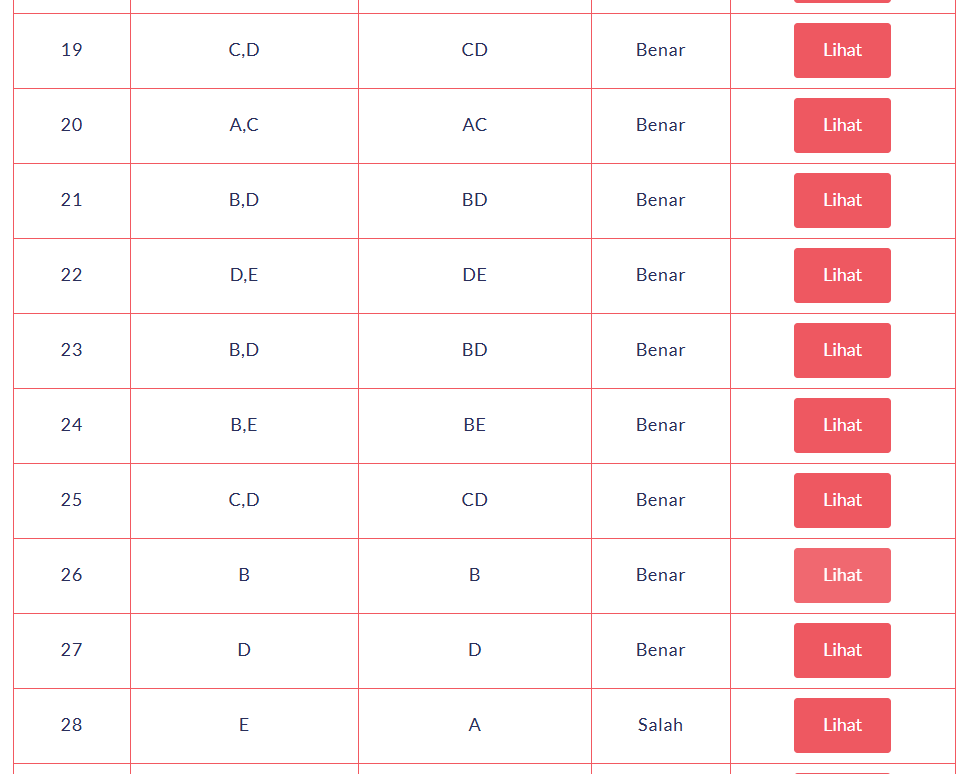 19 C,D CD Benar Lihat
20 A,C AC Benar Lihat
21 B,D BD Benar Lihat
22 D,E DE Benar Lihat
23 B,D BD Benar Lihat
24 B,E BE Benar Lihat
25 C,D CD Benar Lihat
26 B B Benar Lihat
27 D D Benar Lihat
28 E A Salah Lihat